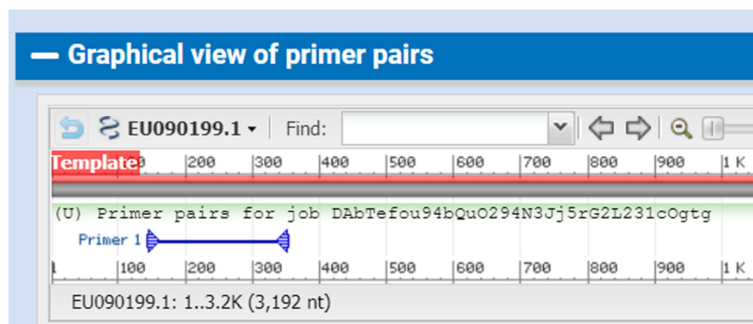 Graphical view of primer pairs
EU090199.1 Find:
Template 200 300 400 500 600 700 800 900 1 K
(U) Primer pairs for job DAbTefou94bQuO294N3Jj5rG2L231cOgtg
Primer 1
1 100 200 300 400 500 600 700 800 900 1 K
EU090199.1: 1..3.2K (3,192 nt)